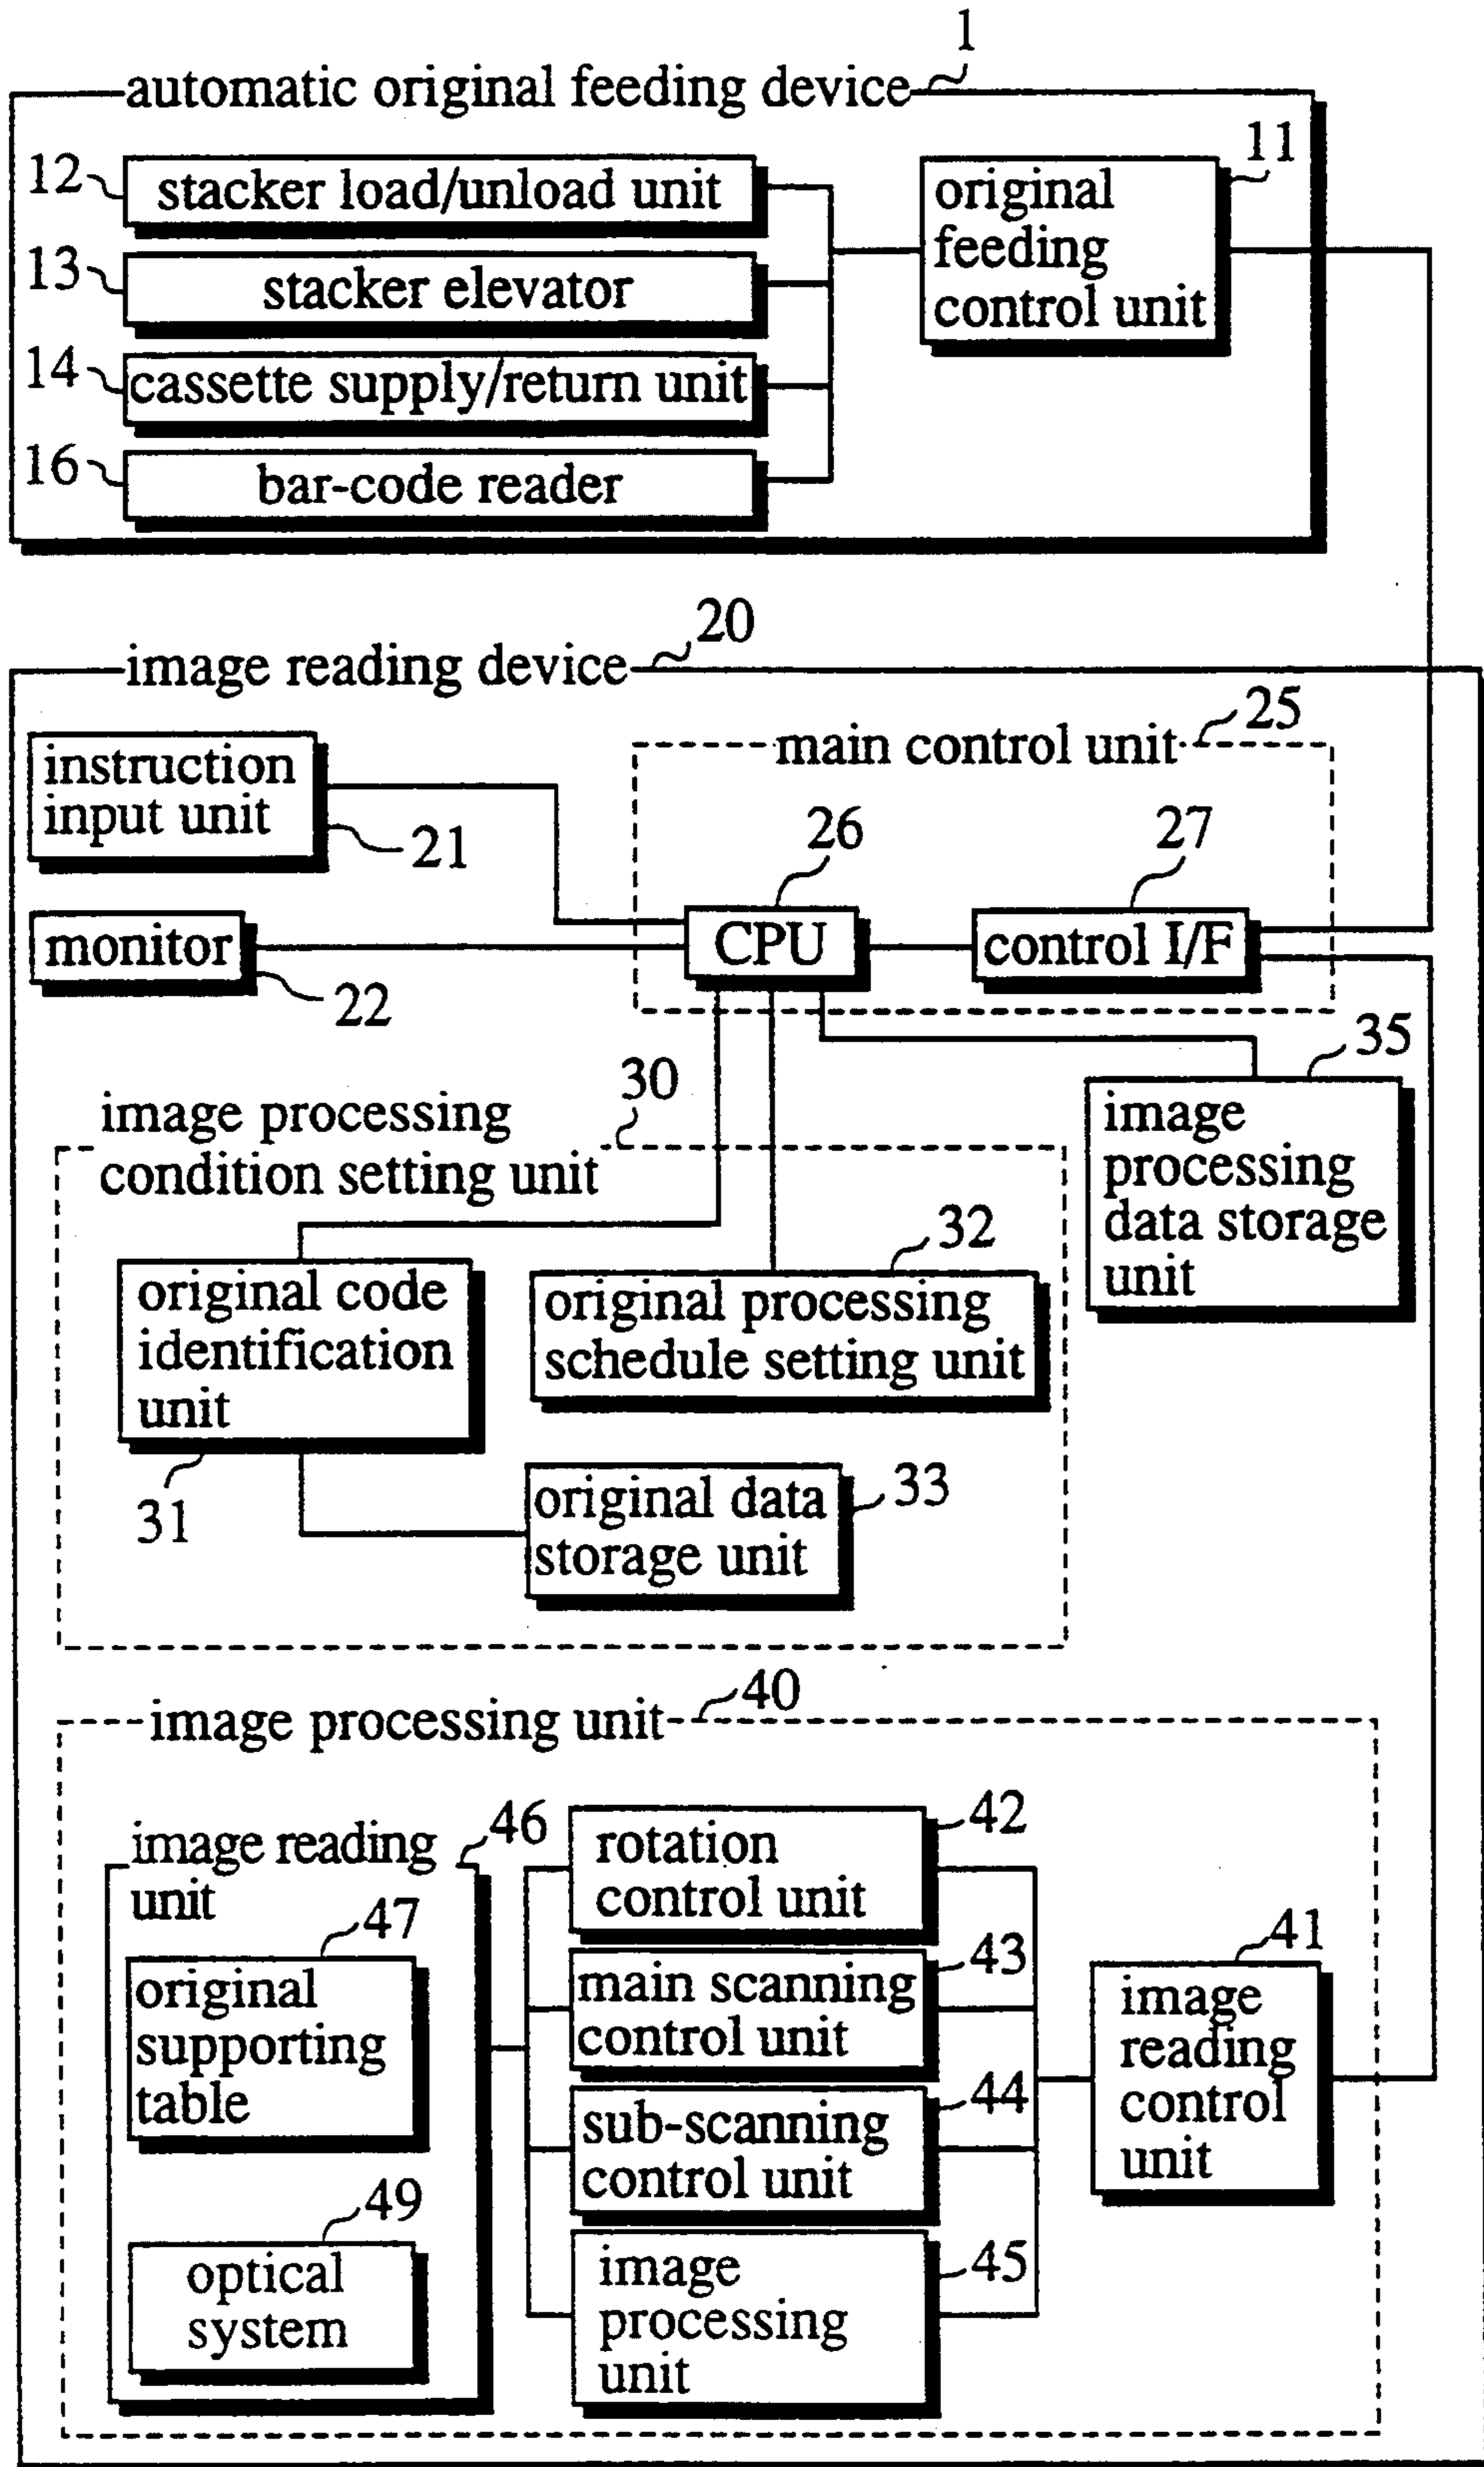 1
automatic original feeding device
12
stacker load/unload unit
13
stacker elevator
14
cassette supply/return unit
16
bar-code reader
11
original
feeding
control unit
20
image reading device
25
main control unit
instruction
input unit
21
26
CPU
27
control I/F
monitor
22
35
image
processing
data storage
unit
30
image processing
condition setting unit
original code
identification
unit
31
32
original processing
schedule setting unit
original data
storage unit
33
40
image processing unit
image reading
unit
46
47
original
supporting
table
49
optical
system
42
rotation
control unit
43
main scanning
control unit
44
sub-scanning
control unit
45
image
processing
unit
41
image
reading
control
unit